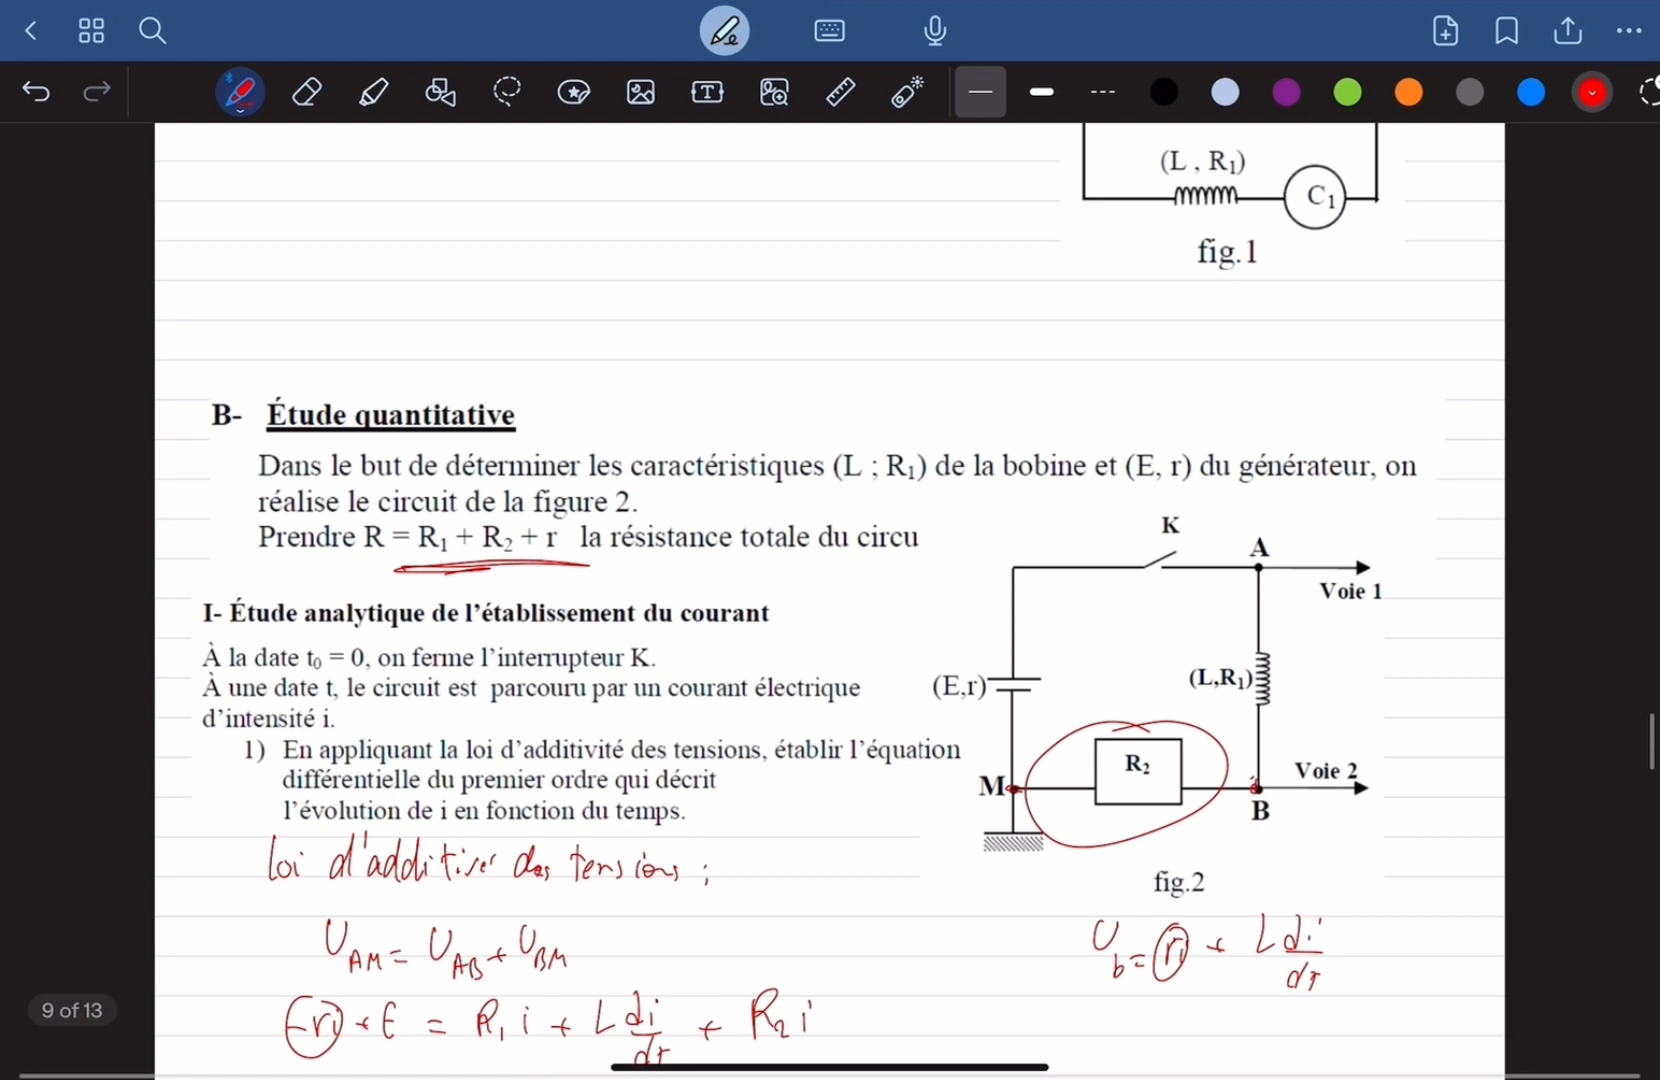 (L , R₁)
C₁
fig.1
B- Étude quantitative
Dans le but de déterminer les caractéristiques (L ; R₁) de la bobine et (E, r) du générateur, on
réalise le circuit de la figure 2.
Prendre R = R₁ + R₂ + r la résistance totale du circu
K
A
Voie 1
I- Étude analytique de l'établissement du courant
À la date t₀ = 0, on ferme l'interrupteur K.
À une date t, le circuit est parcouru par un courant électrique
d'intensité i.
(E,r)
(L,R₁)
1) En appliquant la loi d'additivité des tensions, établir l'équation
différentielle du premier ordre qui décrit
l'évolution de i en fonction du temps.
R₂
M
Voie 2
B
fig.2
loi d'additiver des tensions ;
U_AM = U_AB + U_BM
U_b = ri + L di/dt
(-ri) + E = R₁ i + L di/dt + R₂ i
9 of 13